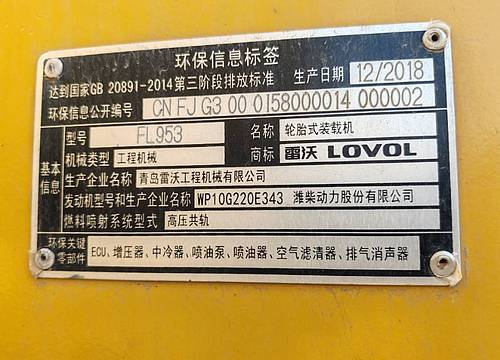 环保信息标签
达到国家GB 20891-2014第三阶段排放标准 生产日期 12/2018
环保信息公开编号 CN FJ G3 00 0158000014 000002
基本信息
型号 FL953 名称 轮胎式装载机
机械类型 工程机械 商标 雷沃 LOVOL
生产企业名称 青岛雷沃工程机械有限公司
发动机型号和生产企业名称 WP10G220E343 潍柴动力股份有限公司
燃料喷射系统型式 高压共轨
环保关键零部件 ECU、增压器、中冷器、喷油泵、喷油器、空气滤清器、排气消声器